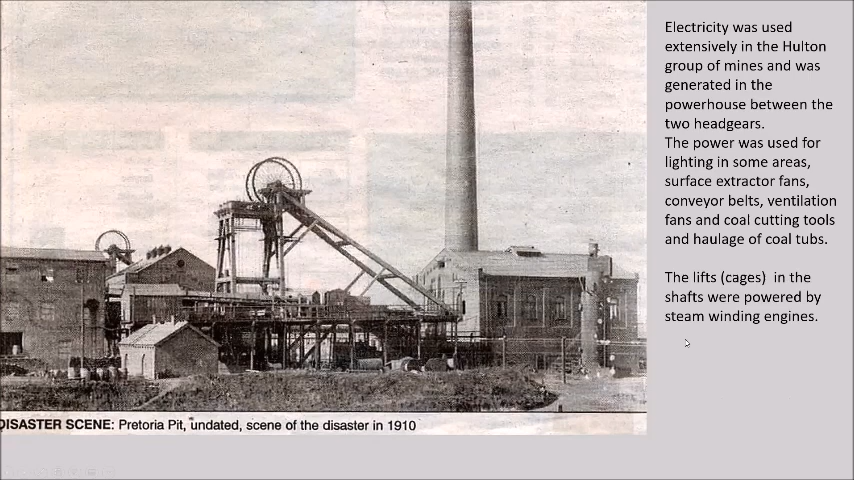 Electricity was used
extensively in the Hulton
group of mines and was
generated in the
powerhouse between the
two headgears.
The power was used for
lighting in some areas,
surface extractor fans,
conveyor belts, ventilation
fans and coal cutting tools
and haulage of coal tubs.
The lifts (cages)  in the
shafts were powered by
steam winding engines.
DISASTER SCENE: Pretoria Pit, undated, scene of the disaster in 1910